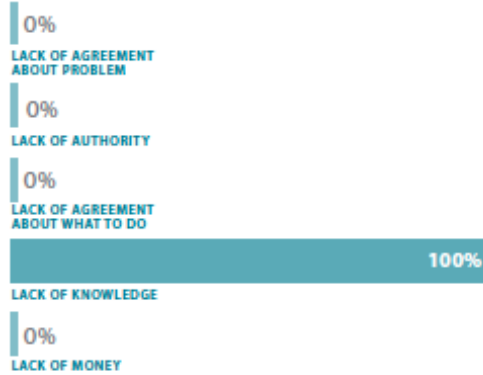 0%
LACK OF AGREEMENT
ABOUT PROBLEM
0%
LACK OF AUTHORITY
0%
LACK OF AGREEMENT
ABOUT WHAT TO DO
100%
LACK OF KNOWLEDGE
0%
LACK OF MONEY